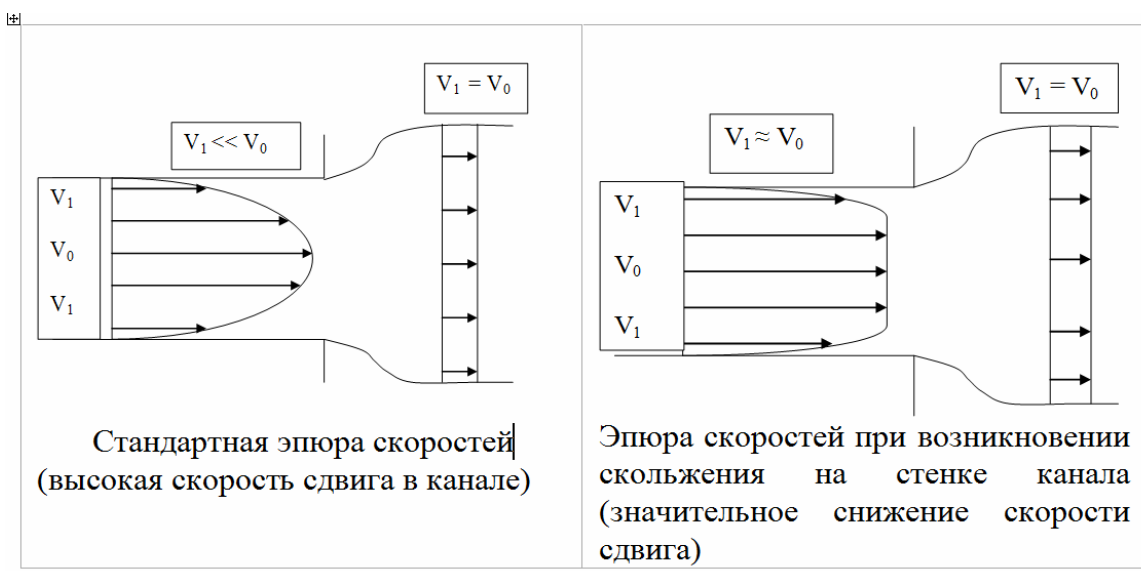 V₁ = V₀
V₁ << V₀
V₁
V₀
V₁
Стандартная эпюра скоростей
(высокая скорость сдвига в канале)
V₁ = V₀
V₁ ≈ V₀
V₁
V₀
V₁
Эпюра скоростей при возникновении
скольжения на стенке канала
(значительное снижение скорости
сдвига)